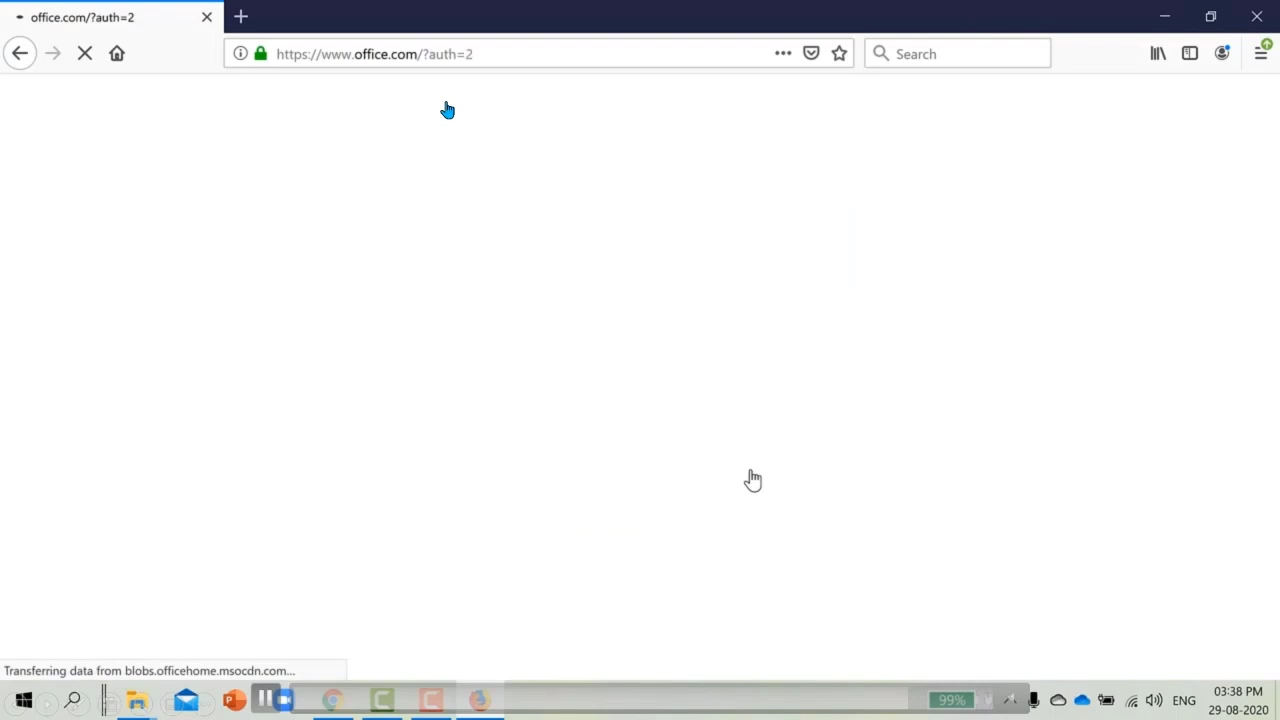 office.com/?auth=2
https://www.office.com/?auth=2
Search
Transferring data from blobs.officehome.msocdn.com...
99%
ENG
03:38 PM
29-08-2020